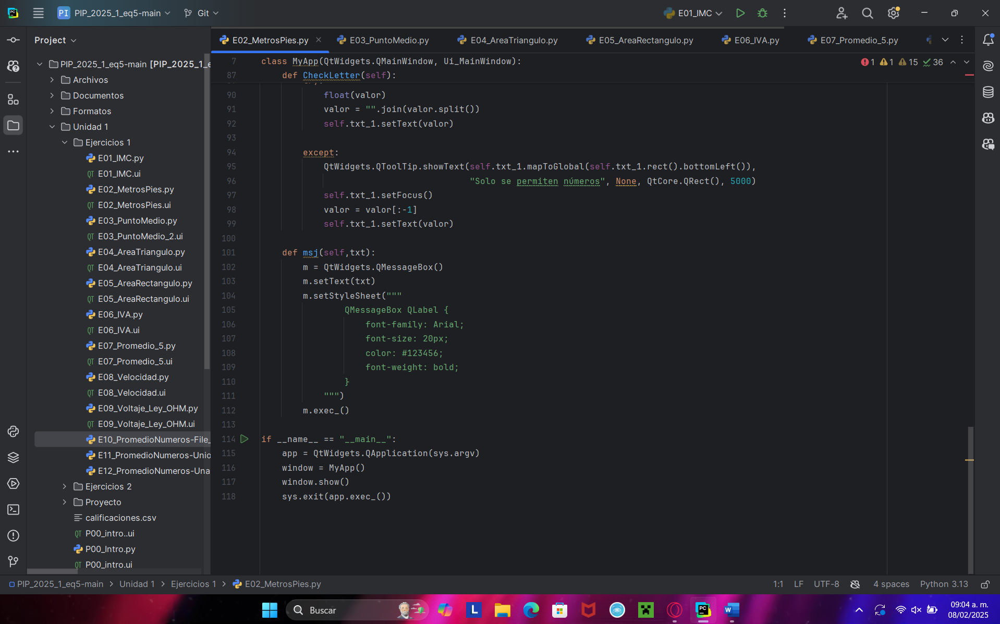 PI PIP_2025_1_eq5-main Git E01_IMC
Project
E02_MetrosPies.py E03_PuntoMedio.py E04_AreaTriangulo.py E05_AreaRectangulo.py E06_IVA.py E07_Promedio_5.py
PIP_2025_1_eq5-main [PIP_2025_1_e
Archivos
Documentos
Formatos
Unidad 1
Ejercicios 1
E01_IMC.py
E01_IMC.ui
E02_MetrosPies.py
E02_MetrosPies.ui
E03_PuntoMedio.py
E03_PuntoMedio_2.ui
E04_AreaTriangulo.py
E04_AreaTriangulo.ui
E05_AreaRectangulo.py
E05_AreaRectangulo.ui
E06_IVA.py
E06_IVA.ui
E07_Promedio_5.py
E07_Promedio_5.ui
E08_Velocidad.py
E08_Velocidad.ui
E09_Voltaje_Ley_OHM.py
E09_Voltaje_Ley_OHM.ui
E10_PromedioNumeros-File_
E11_PromedioNumeros-Unio
E12_PromedioNumeros-Una
Ejercicios 2
Proyecto
calificaciones.csv
P00_intro..ui
P00_Intro.py
P00_intro.ui
7 class MyApp(QtWidgets.QMainWindow, Ui_MainWindow):
1 1 15 36
87 def CheckLetter(self):
90 float(valor)
91 valor = "".join(valor.split())
92 self.txt_1.setText(valor)
93
94 except:
95 QtWidgets.QToolTip.showText(self.txt_1.mapToGlobal(self.txt_1.rect().bottomLeft()),
96 "Solo se permiten números", None, QtCore.QRect(), 5000)
97 self.txt_1.setFocus()
98 valor = valor[:-1]
99 self.txt_1.setText(valor)
100
101 def msj(self,txt):
102 m = QtWidgets.QMessageBox()
103 m.setText(txt)
104 m.setStyleSheet("""
105 QMessageBox QLabel {
106 font-family: Arial;
107 font-size: 20px;
108 color: #123456;
109 font-weight: bold;
110 }
111 """)
112 m.exec_()
113
114 if __name__ == "__main__":
115 app = QtWidgets.QApplication(sys.argv)
116 window = MyApp()
117 window.show()
118 sys.exit(app.exec_())
PIP_2025_1_eq5-main > Unidad 1 > Ejercicios 1 > E02_MetrosPies.py
1:1 LF UTF-8 4 spaces Python 3.13
Buscar
09:04 a. m.
08/02/2025